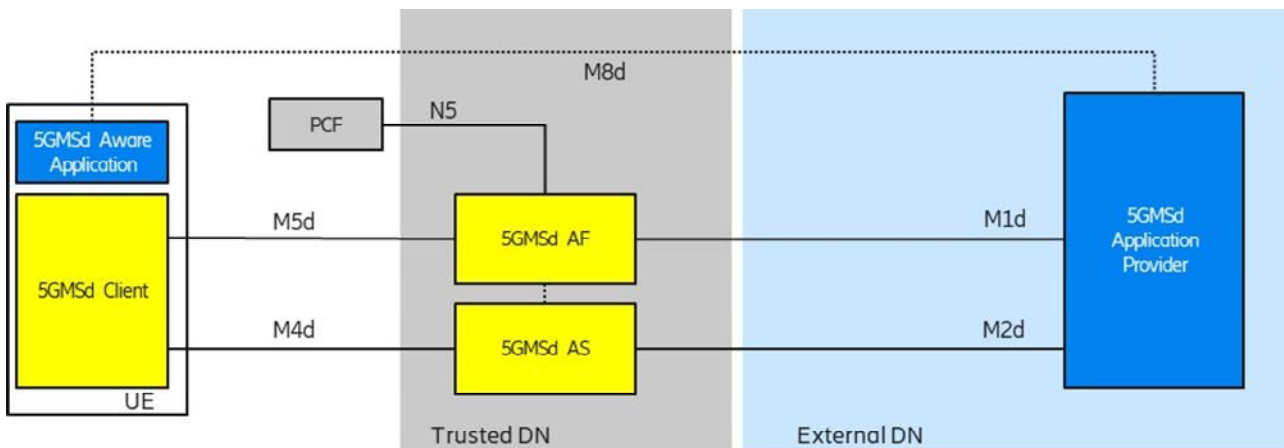 M8d
5GMSd Aware
Application
PCF
N5
M5d
5GMSd AF
M1d
5GMSd
Application
Provider
5GMSd Client
M4d
5GMSd AS
M2d
UE
Trusted DN
External DN